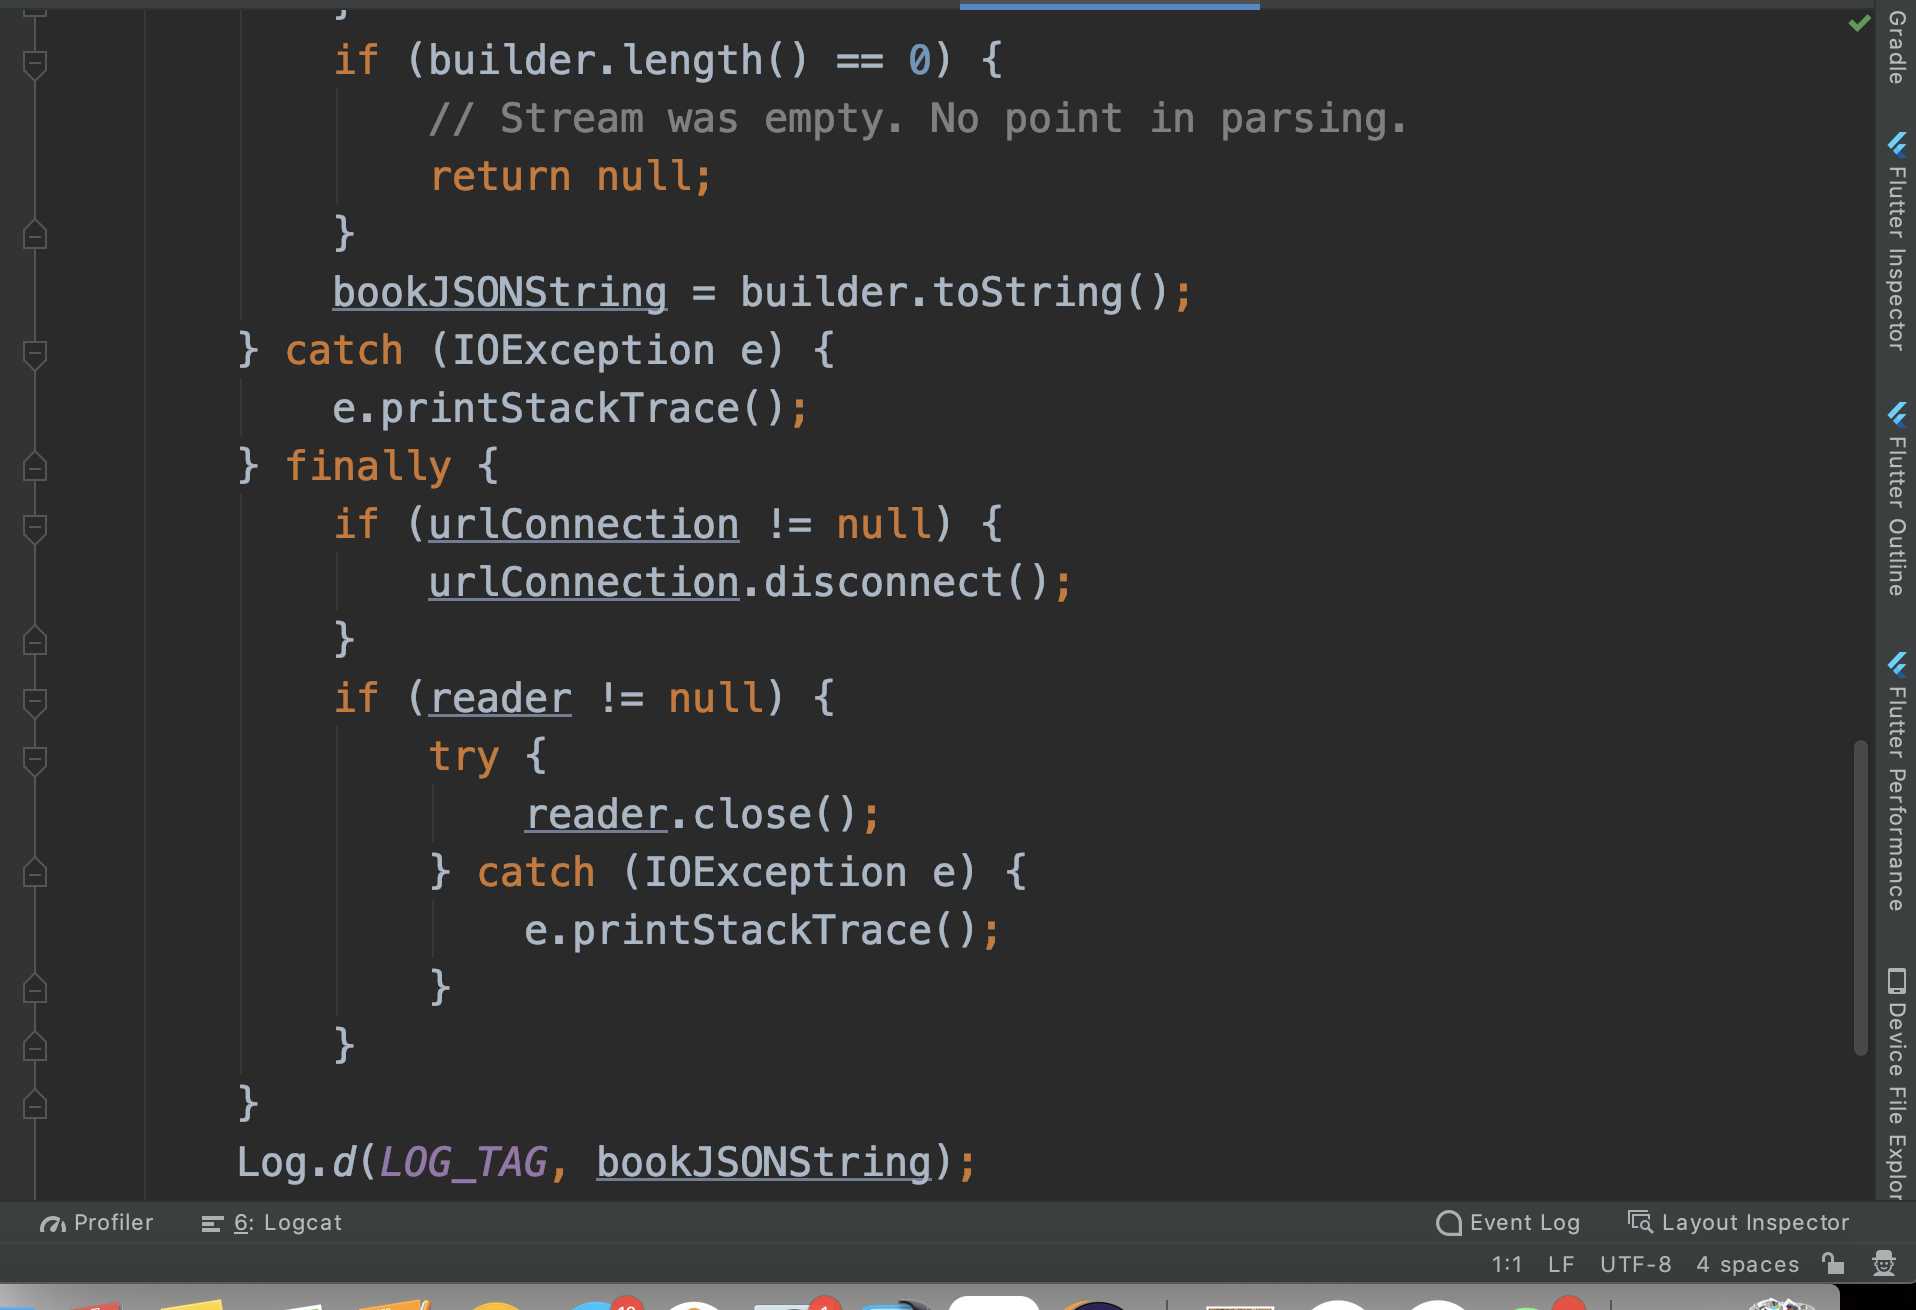 }
if (builder.length() == 0) {
// Stream was empty. No point in parsing.
return null;
}
bookJSONString = builder.toString();
} catch (IOException e) {
e.printStackTrace();
} finally {
if (urlConnection != null) {
urlConnection.disconnect();
}
if (reader != null) {
try {
reader.close();
} catch (IOException e) {
e.printStackTrace();
}
}
}
Log.d(LOG_TAG, bookJSONString);
Gradle
Flutter Inspector
Flutter Outline
Flutter Performance
Device File Explor
Profiler
6: Logcat
Event Log
Layout Inspector
1:1
LF
UTF-8
4 spaces